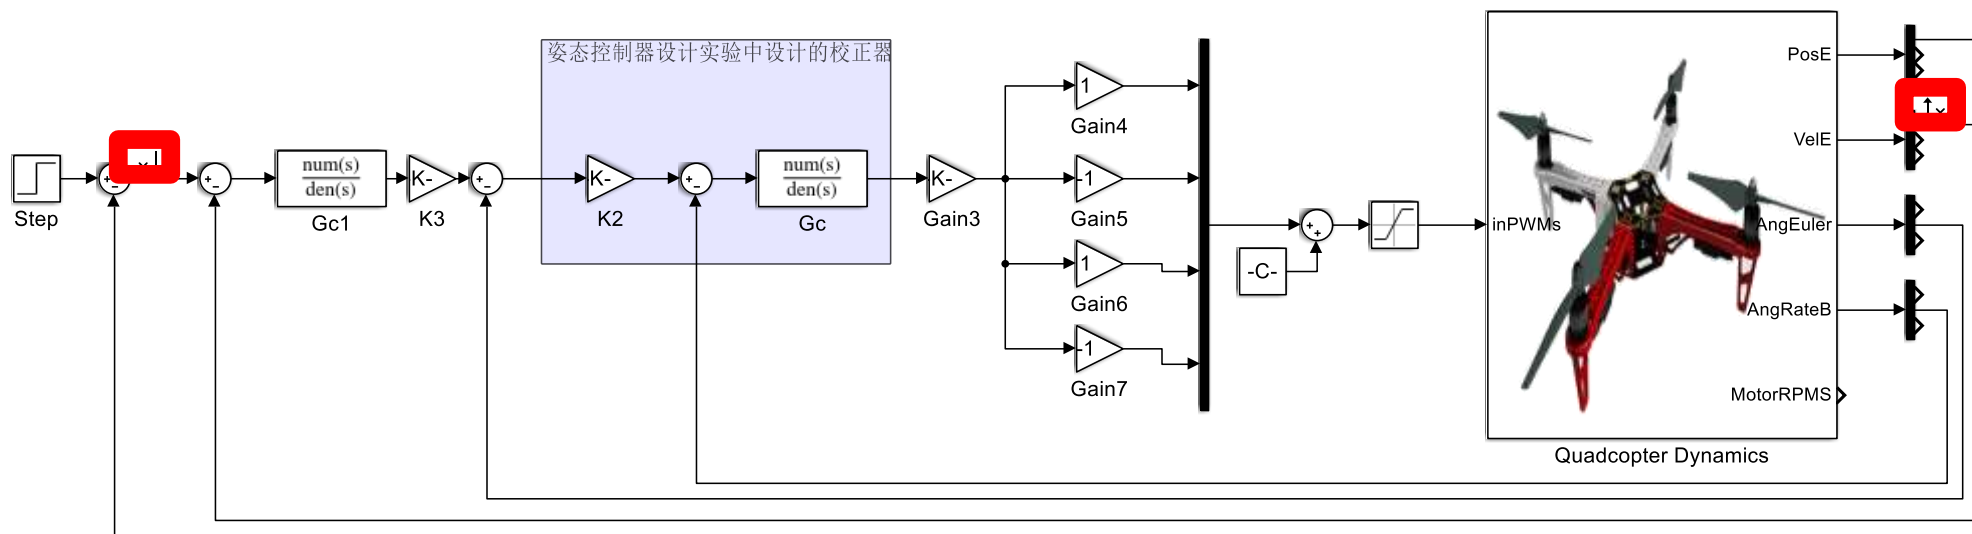 姿态控制器设计实验中设计的校正器
Step
num(s)
den(s)
Gc1
K-
K3
K-
K2
num(s)
den(s)
Gc
K-
Gain3
1
Gain4
-1
Gain5
1
Gain6
-1
Gain7
-C-
inPWMs
PosE
VelE
AngEuler
AngRateB
MotorRPMS
Quadcopter Dynamics